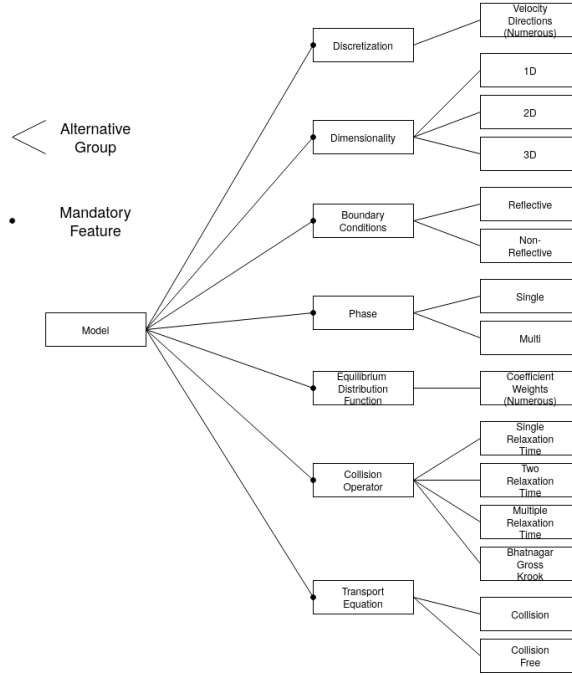 Velocity
Directions
(Numerous)
Discretization
1D
Alternative
Group
2D
Dimensionality
3D
Mandatory
Feature
Reflective
Boundary
Conditions
Non-
Reflective
Single
Phase
Model
Multi
Equilibrium
Distribution
Function
Coefficient
Weights
(Numerous)
Single
Relaxation
Time
Collision
Operator
Two
Relaxation
Time
Multiple
Relaxation
Time
Bhatnagar
Gross
Krook
Transport
Equation
Collision
Collision
Free